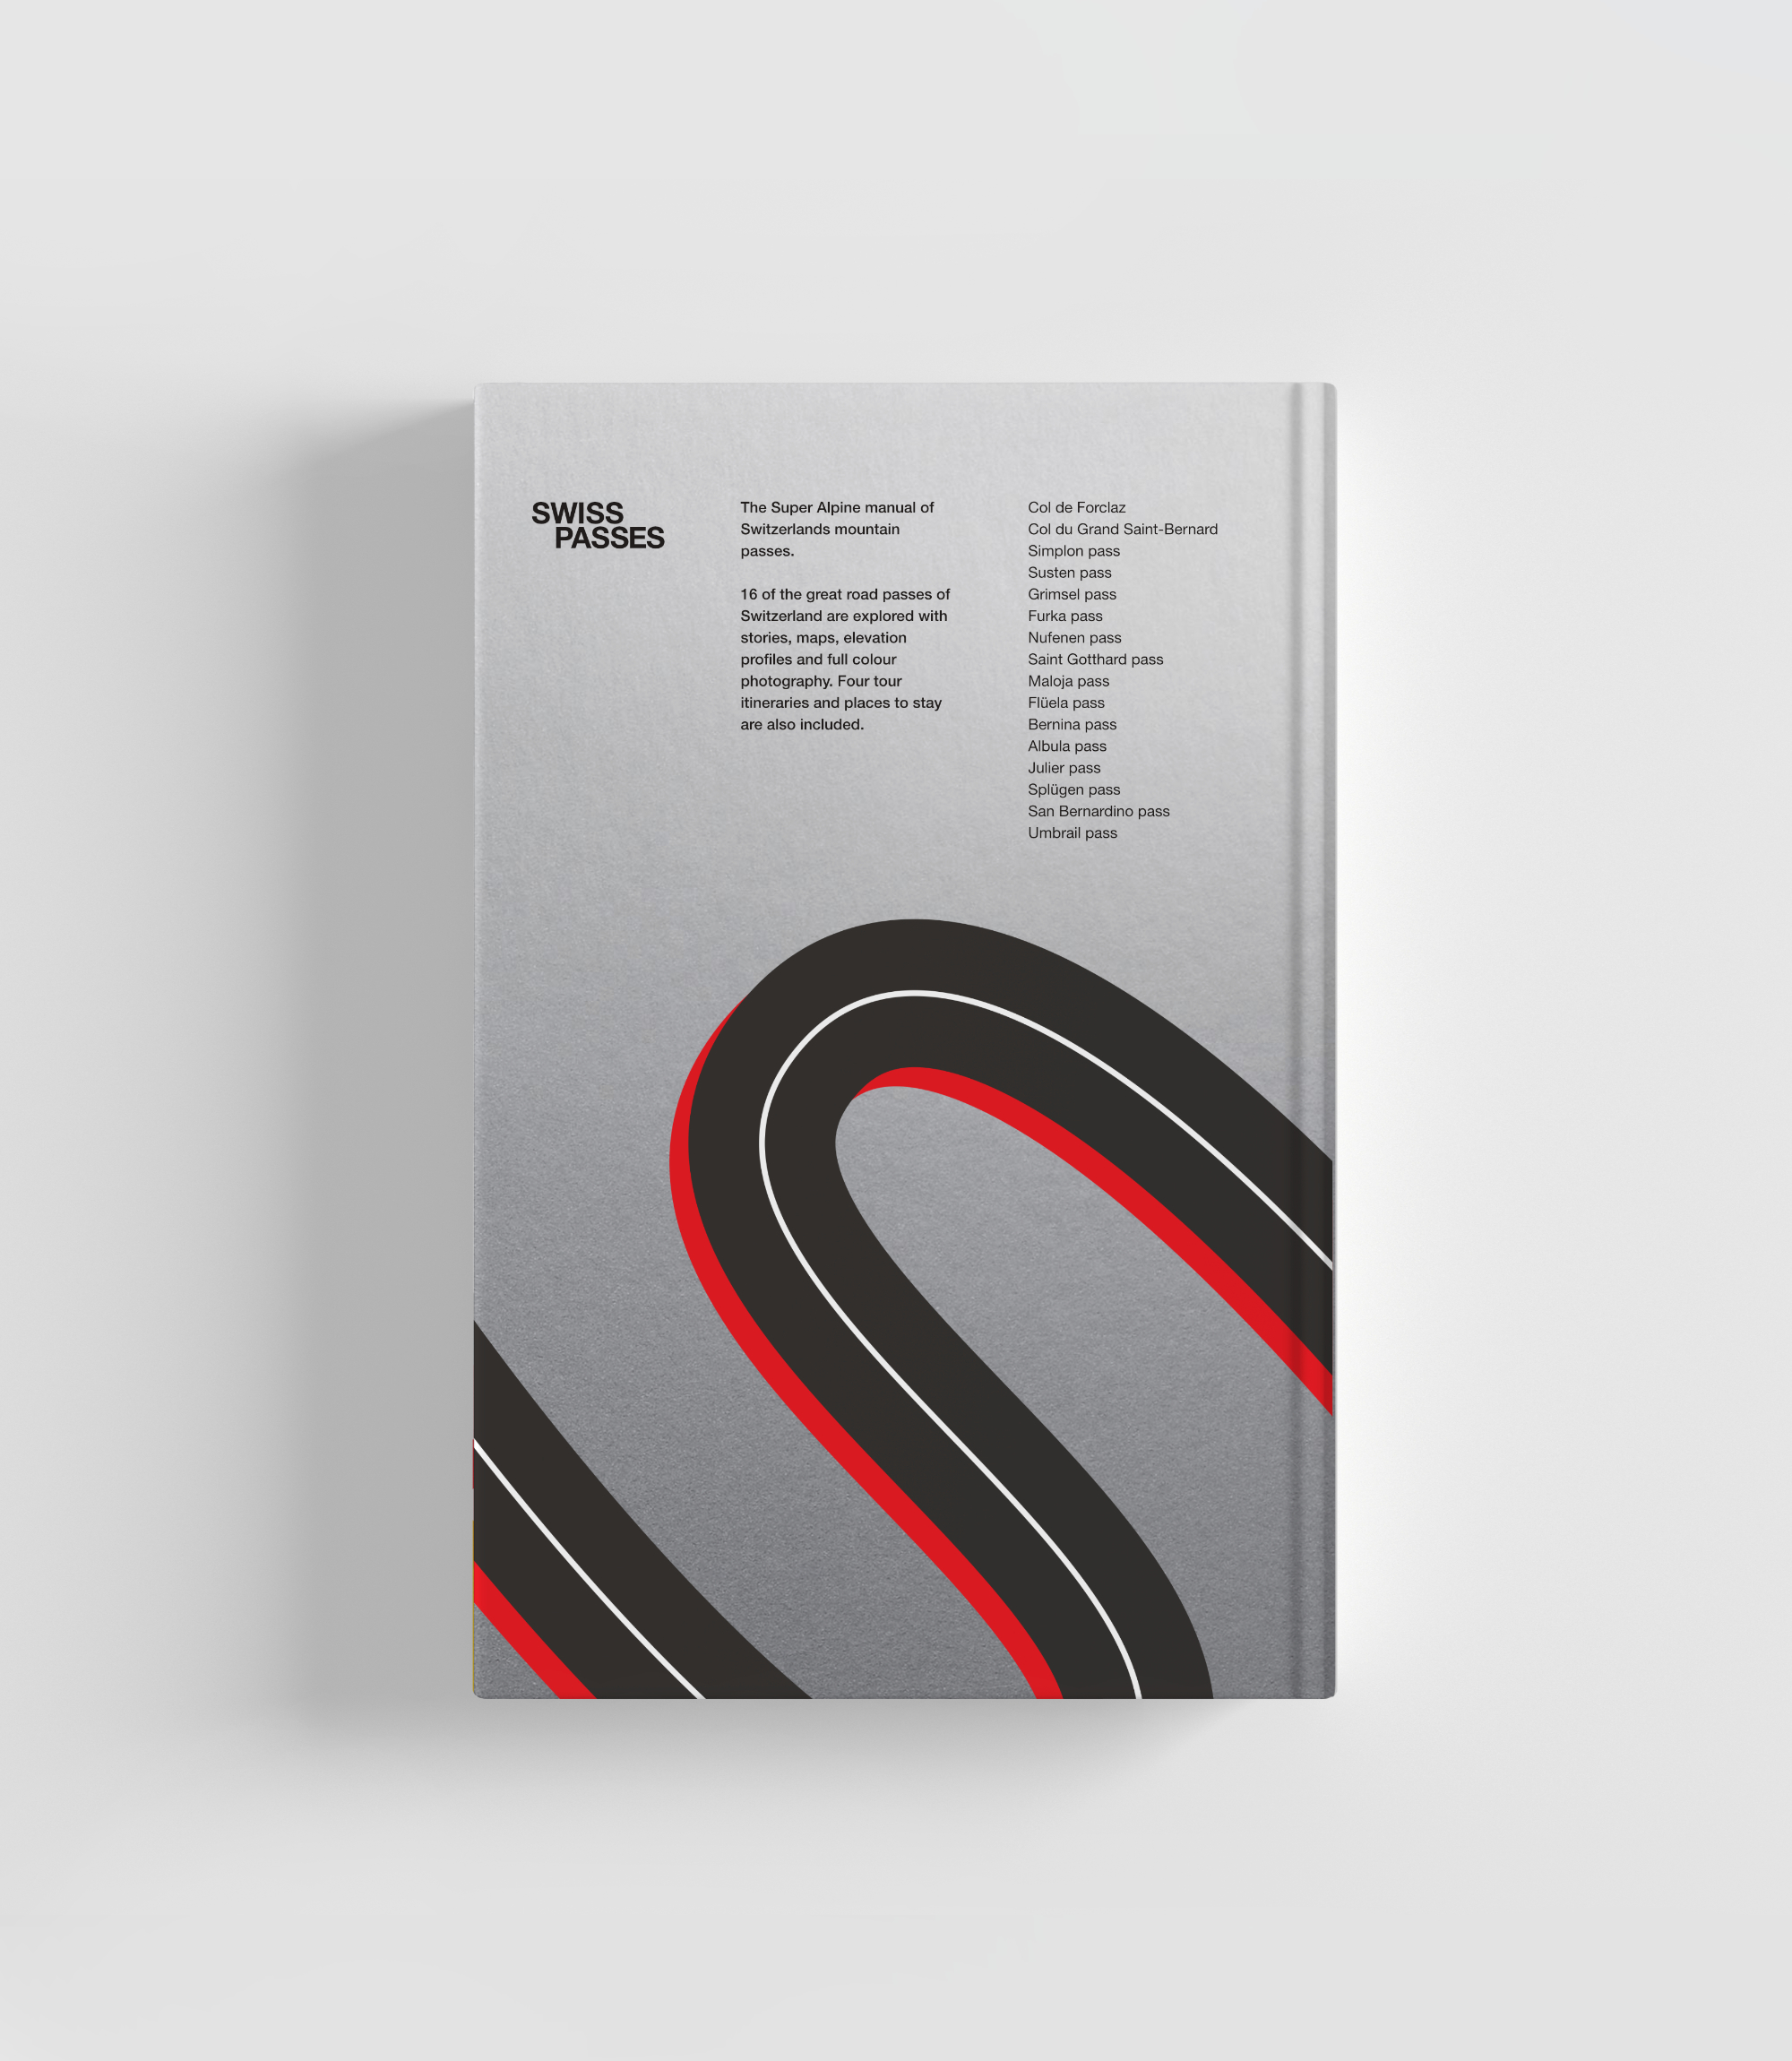 SWISS
PASSES
The Super Alpine manual of
Switzerlands mountain
passes.
16 of the great road passes of
Switzerland are explored with
stories, maps, elevation
profiles and full colour
photography. Four tour
itineraries and places to stay
are also included.
Col de Forclaz
Col du Grand Saint-Bernard
Simplon pass
Susten pass
Grimsel pass
Furka pass
Nufenen pass
Saint Gotthard pass
Maloja pass
Flüela pass
Bernina pass
Albula pass
Julier pass
Splügen pass
San Bernardino pass
Umbrail pass